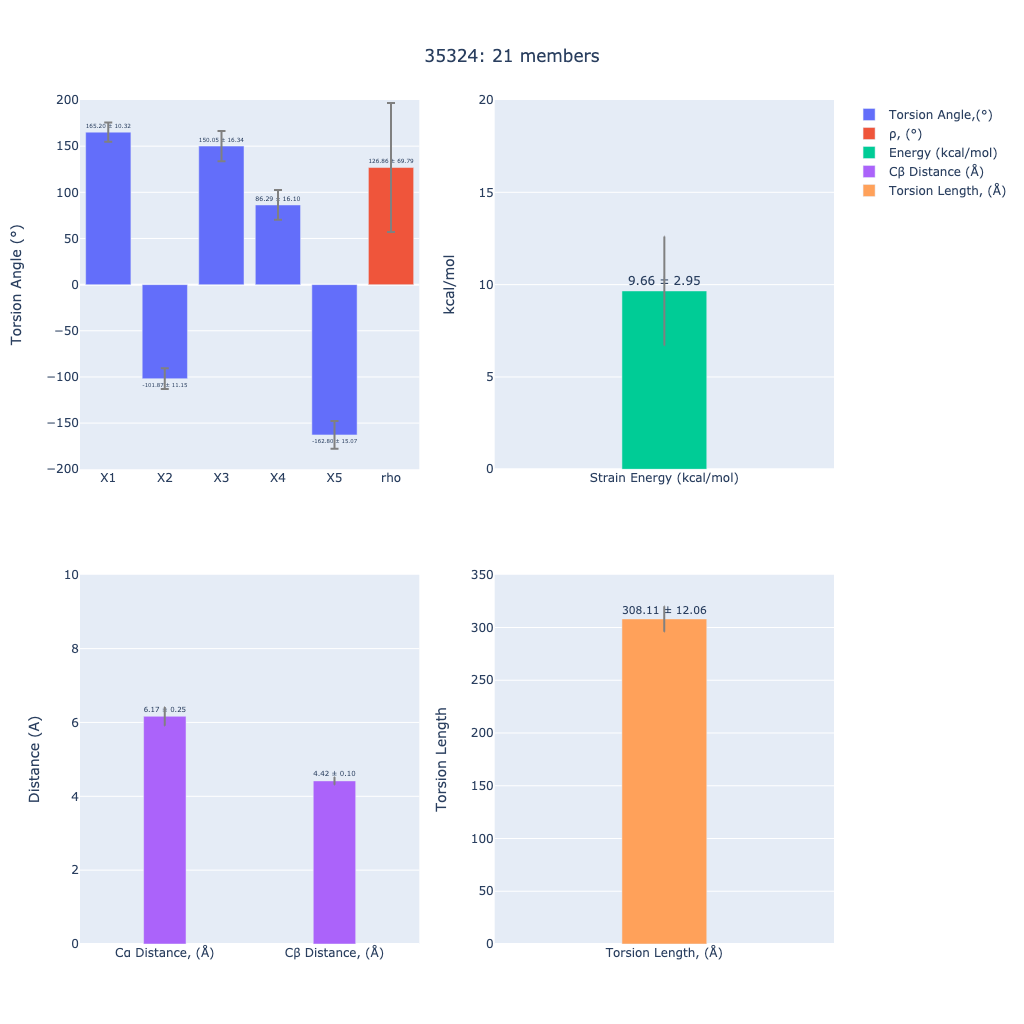 35324: 21 members
Torsion Angle (°)
200
150
100
50
0
−50
−100
−150
−200
165.20 ± 10.32
-101.87 ± 11.15
150.05 ± 16.34
86.29 ± 16.10
-162.80 ± 15.07
126.86 ± 69.79
X1 X2 X3 X4 X5 rho
kcal/mol
20
15
10
5
0
9.66 ± 2.95
Strain Energy (kcal/mol)
Torsion Angle,(°)
ρ, (°)
Energy (kcal/mol)
Cβ Distance (Å)
Torsion Length, (Å)
Distance (A)
10
8
6
4
2
0
6.17 ± 0.25
4.42 ± 0.10
Cα Distance, (Å) Cβ Distance, (Å)
Torsion Length
350
300
250
200
150
100
50
0
308.11 ± 12.06
Torsion Length, (Å)